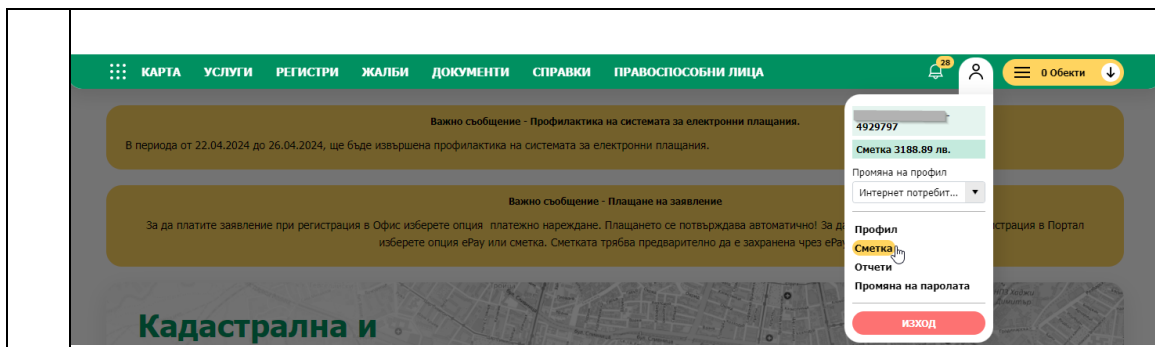 КАРТА УСЛУГИ РЕГИСТРИ ЖАЛБИ ДОКУМЕНТИ СПРАВКИ ПРАВОСПОСОБНИ ЛИЦА 28 0 Обекти
Важно съобщение - Профилактика на системата за електронни плащания.
В периода от 22.04.2024 до 26.04.2024, ще бъде извършена профилактика на системата за електронни плащания.
Важно съобщение - Плащане на заявление
За да платите заявление при регистрация в Офис изберете опция платежно нареждане. Плащането се потвърждава автоматично! За да
страция в Портал
изберете опция ePay или сметка. Сметката трябва предварително да е захранена чрез ePa
Кадастрална и
4929797
Сметка 3188.89 лв.
Промяна на профил
Интернет потребит...
Профил
Сметка
Отчети
Промяна на паролата
ИЗХОД